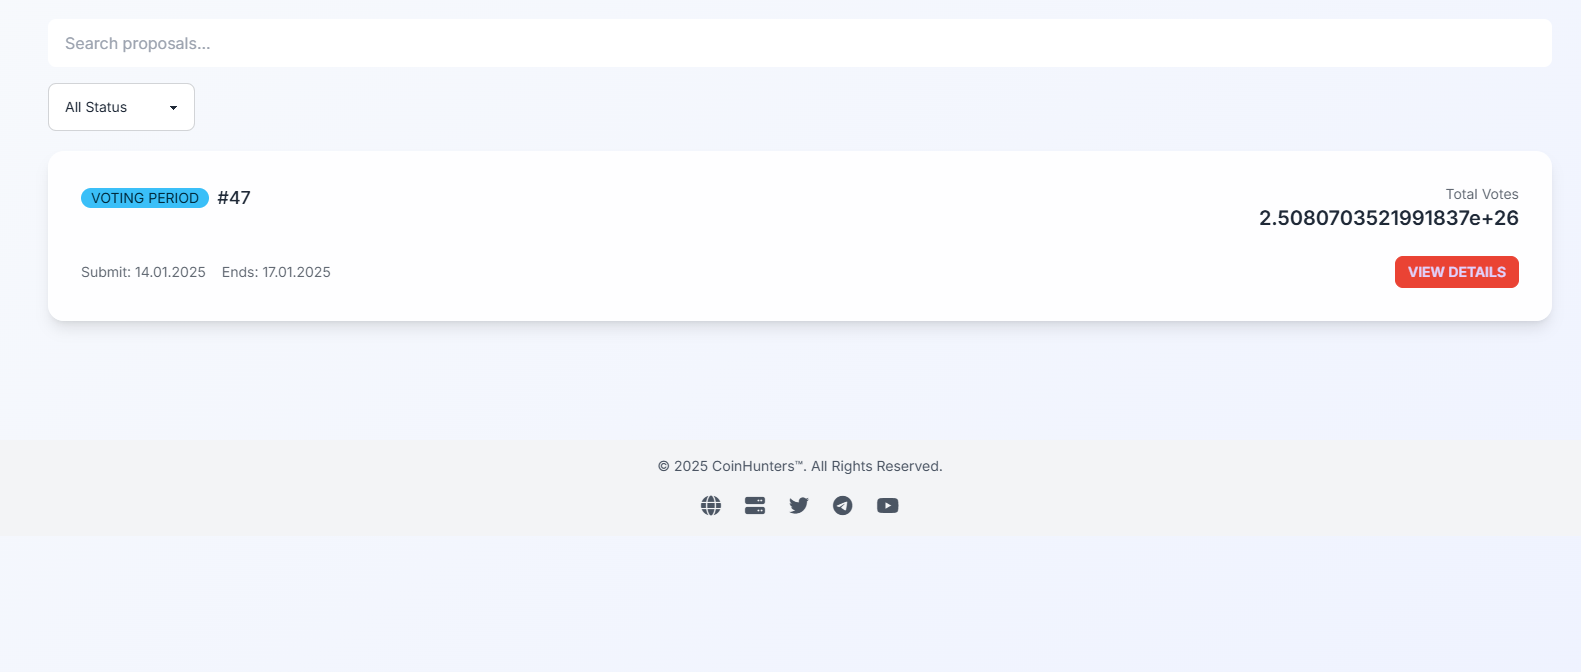 Search proposals...
All Status
VOTING PERIOD #47
Total Votes
2.5080703521991837e+26
Submit: 14.01.2025 Ends: 17.01.2025
VIEW DETAILS
© 2025 CoinHunters™. All Rights Reserved.